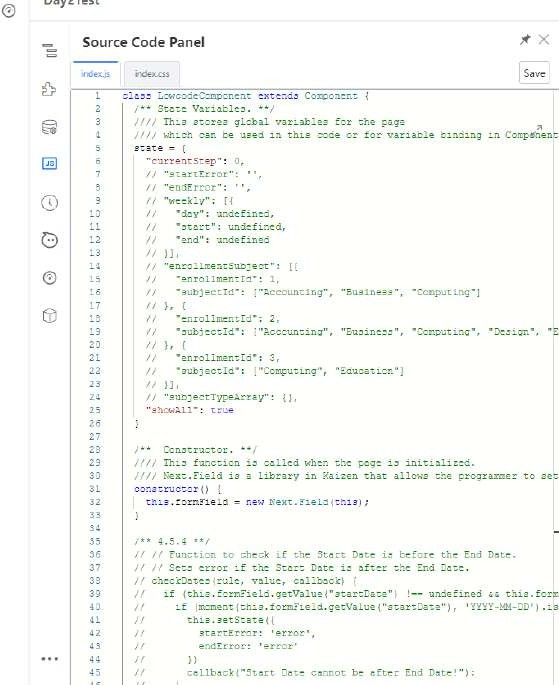 Day2Test
Source Code Panel
index.js
index.css
Save
JS
1 class LowcodeComponent extends Component {
2 /** State Variables. **/
3 //// This stores global variables for the page
4 //// which can be used in this code or for variable binding in Component
5 state = {
6 "currentStep": 0,
7 // "startError": '',
8 // "endError": '',
9 // "weekly": [{
10 // "day": undefined,
11 // "start": undefined,
12 // "end": undefined
13 // }],
14 // "enrollmentSubject": [{
15 // "enrollmentId": 1,
16 // "subjectId": ["Accounting", "Business", "Computing"]
17 // }, {
18 // "enrollmentId": 2,
19 // "subjectId": ["Accounting", "Business", "Computing", "Design", "E
20 // }, {
21 // "enrollmentId": 3,
22 // "subjectId": ["Computing", "Education"]
23 // }],
24 // "subjectTypeArray": {},
25 "showAll": true
26 }
27
28 /** Constructor. **/
29 //// This function is called when the page is initialized.
30 //// Next.Field is a library in Kaizen that allows the programmer to set
31 constructor() {
32 this.formField = new Next.Field(this);
33 }
34
35 /** 4.5.4 **/
36 // // Function to check if the Start Date is before the End Date.
37 // // Sets error if the Start Date is after the End Date.
38 // checkDates(rule, value, callback) {
39 // if (this.formField.getValue("startDate") !== undefined && this.form
40 // if (moment(this.formField.getValue("startDate"), 'YYYY-MM-DD').is
41 // this.setState({
42 // startError: 'error',
43 // endError: 'error'
44 // })
45 // callback("Start Date cannot be after End Date!");